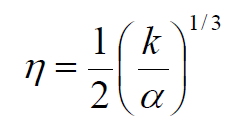 η = 1/2 (k/α)^1/3